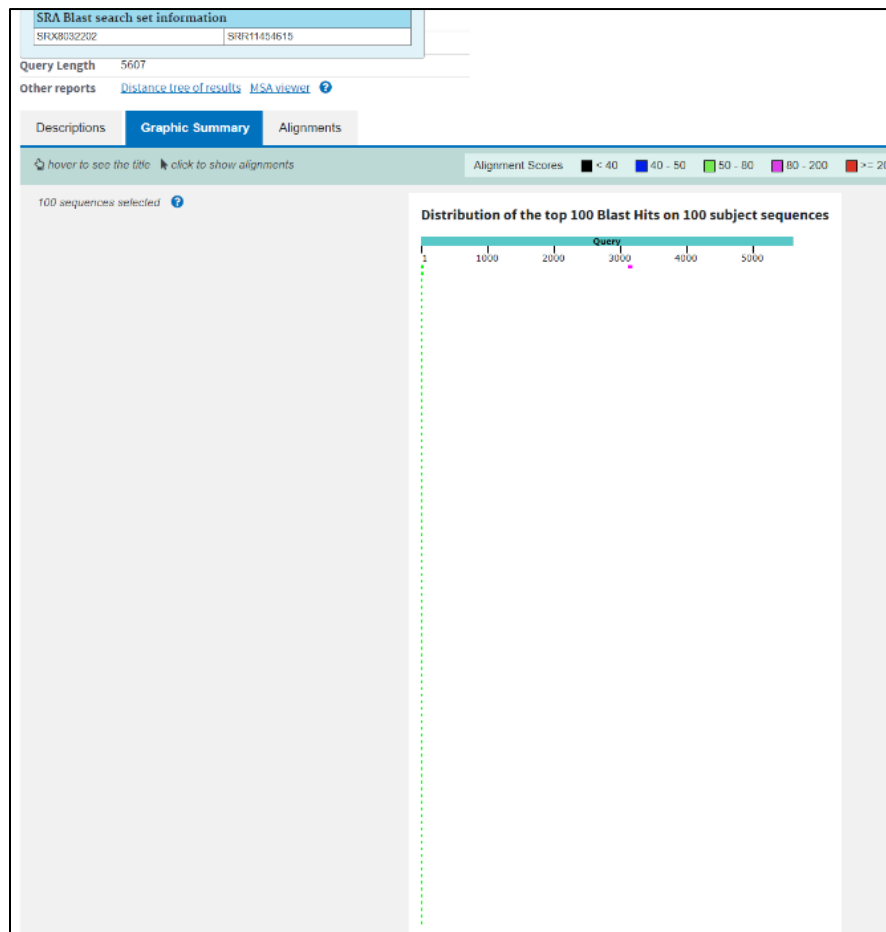 SRA Blast search set information
SRX8032202 SRR11454615
Query Length 5607
Other reports Distance tree of results MSA viewer ?
Descriptions Graphic Summary Alignments
hover to see the title click to show alignments Alignment Scores < 40 40 - 50 50 - 80 80 - 200 >= 20
100 sequences selected ?
Distribution of the top 100 Blast Hits on 100 subject sequences
Query
1 1000 2000 3000 4000 5000